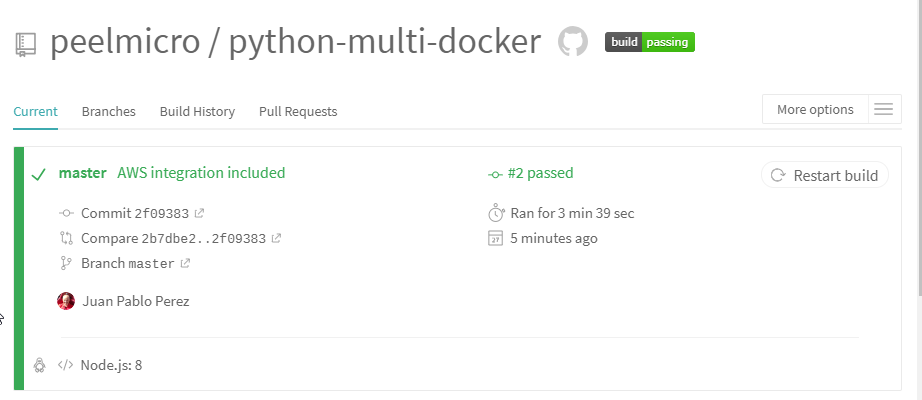 peelmicro / python-multi-docker build passing
Current Branches Build History Pull Requests More options
master AWS integration included #2 passed Restart build
Commit 2f09383 Ran for 3 min 39 sec
Compare 2b7dbe2..2f09383 5 minutes ago
Branch master
Juan Pablo Perez
</> Node.js: 8